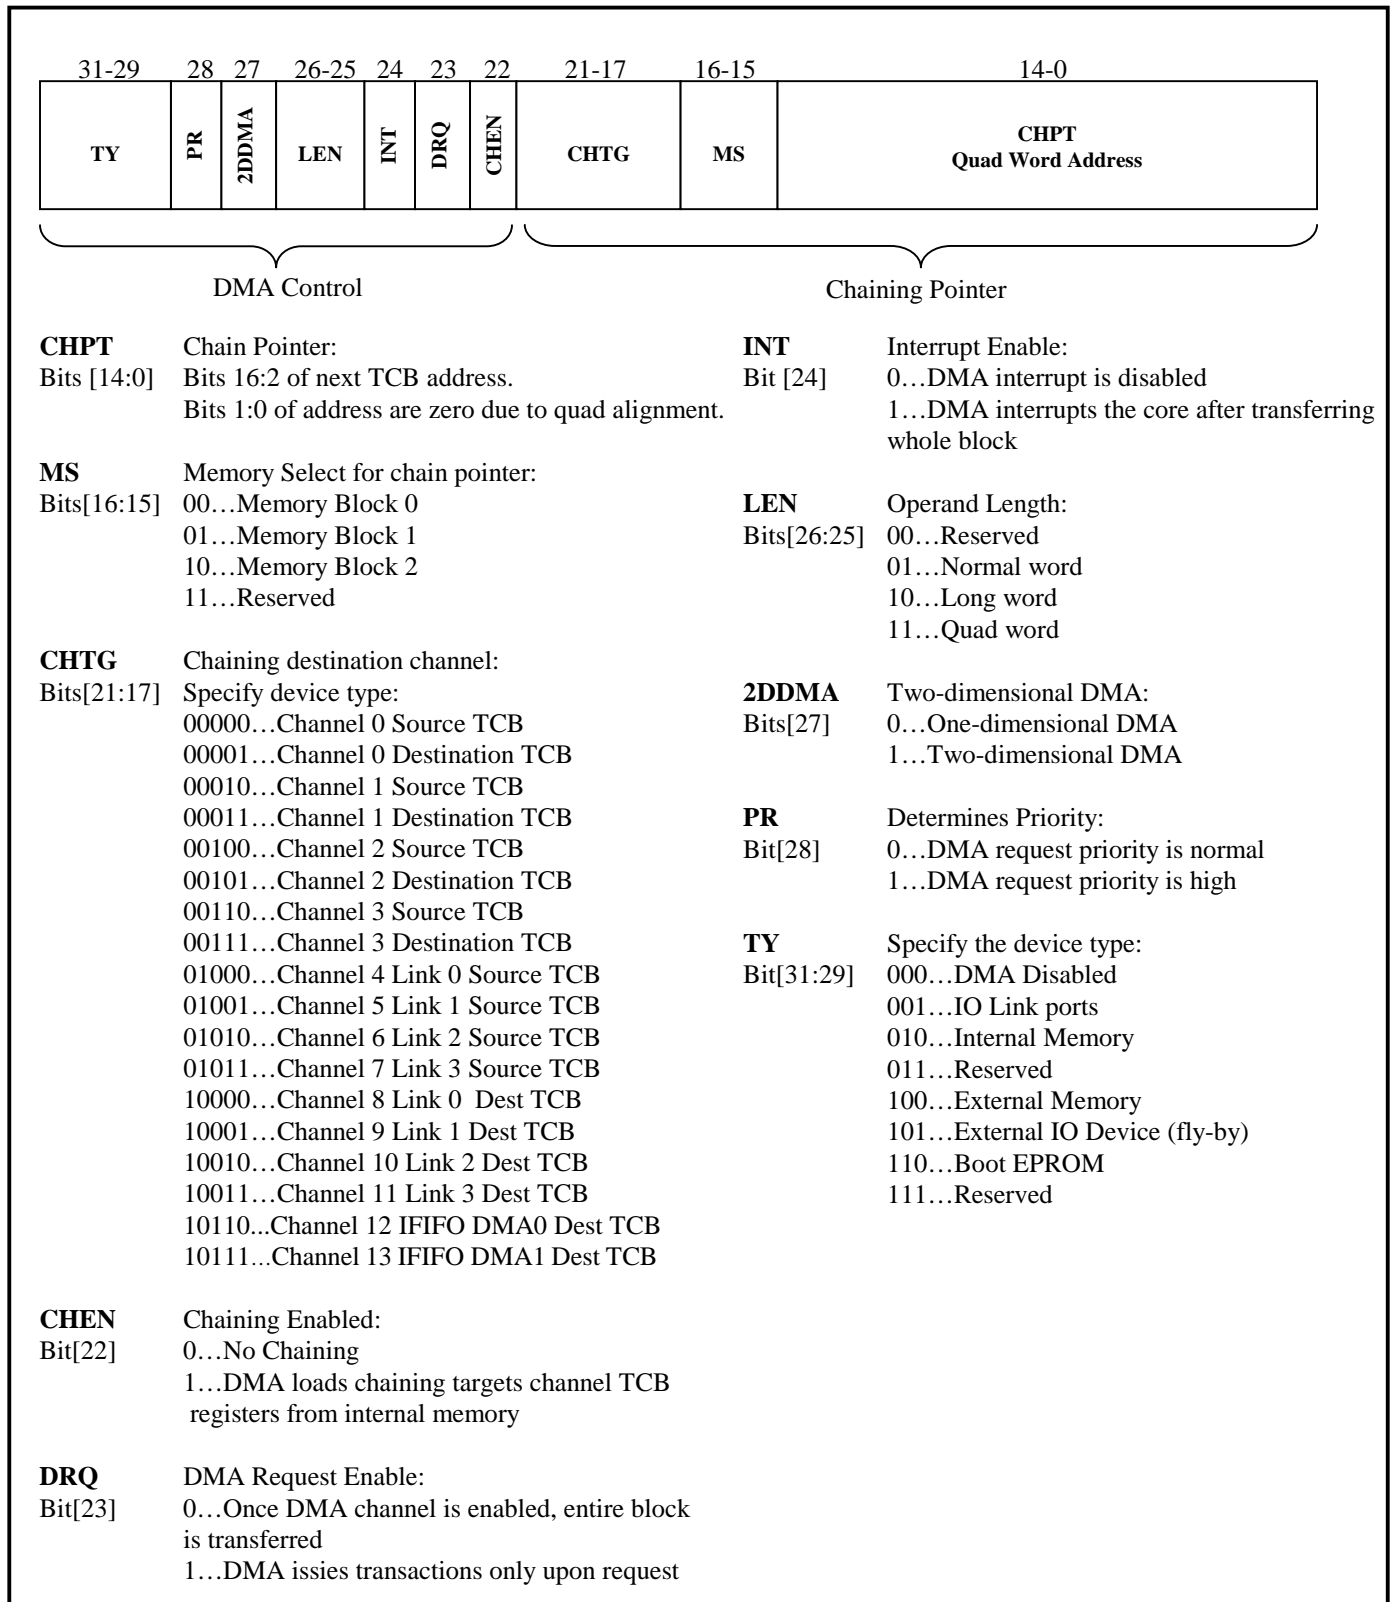 31-29 28 27 26-25 24 23 22 21-17 16-15 14-0
TY PR 2DDMA LEN INT DRQ CHEN CHTG MS CHPT
Quad Word Address
DMA Control
Chaining Pointer
CHPT Chain Pointer:
Bits [14:0] Bits 16:2 of next TCB address.
Bits 1:0 of address are zero due to quad alignment.
MS Memory Select for chain pointer:
Bits[16:15] 00…Memory Block 0
01…Memory Block 1
10…Memory Block 2
11…Reserved
CHTG Chaining destination channel:
Bits[21:17] Specify device type:
00000…Channel 0 Source TCB
00001…Channel 0 Destination TCB
00010…Channel 1 Source TCB
00011…Channel 1 Destination TCB
00100…Channel 2 Source TCB
00101…Channel 2 Destination TCB
00110…Channel 3 Source TCB
00111…Channel 3 Destination TCB
01000…Channel 4 Link 0 Source TCB
01001…Channel 5 Link 1 Source TCB
01010…Channel 6 Link 2 Source TCB
01011…Channel 7 Link 3 Source TCB
10000…Channel 8 Link 0 Dest TCB
10001…Channel 9 Link 1 Dest TCB
10010…Channel 10 Link 2 Dest TCB
10011…Channel 11 Link 3 Dest TCB
10110...Channel 12 IFIFO DMA0 Dest TCB
10111…Channel 13 IFIFO DMA1 Dest TCB
CHEN Chaining Enabled:
Bit[22] 0…No Chaining
1…DMA loads chaining targets channel TCB
registers from internal memory
DRQ DMA Request Enable:
Bit[23] 0…Once DMA channel is enabled, entire block
is transferred
1…DMA issies transactions only upon request
INT Interrupt Enable:
Bit [24] 0…DMA interrupt is disabled
1…DMA interrupts the core after transferring
whole block
LEN Operand Length:
Bits[26:25] 00…Reserved
01…Normal word
10…Long word
11…Quad word
2DDMA Two-dimensional DMA:
Bits[27] 0…One-dimensional DMA
1…Two-dimensional DMA
PR Determines Priority:
Bit[28] 0…DMA request priority is normal
1…DMA request priority is high
TY Specify the device type:
Bit[31:29] 000…DMA Disabled
001…IO Link ports
010…Internal Memory
011…Reserved
100…External Memory
101…External IO Device (fly-by)
110…Boot EPROM
111…Reserved